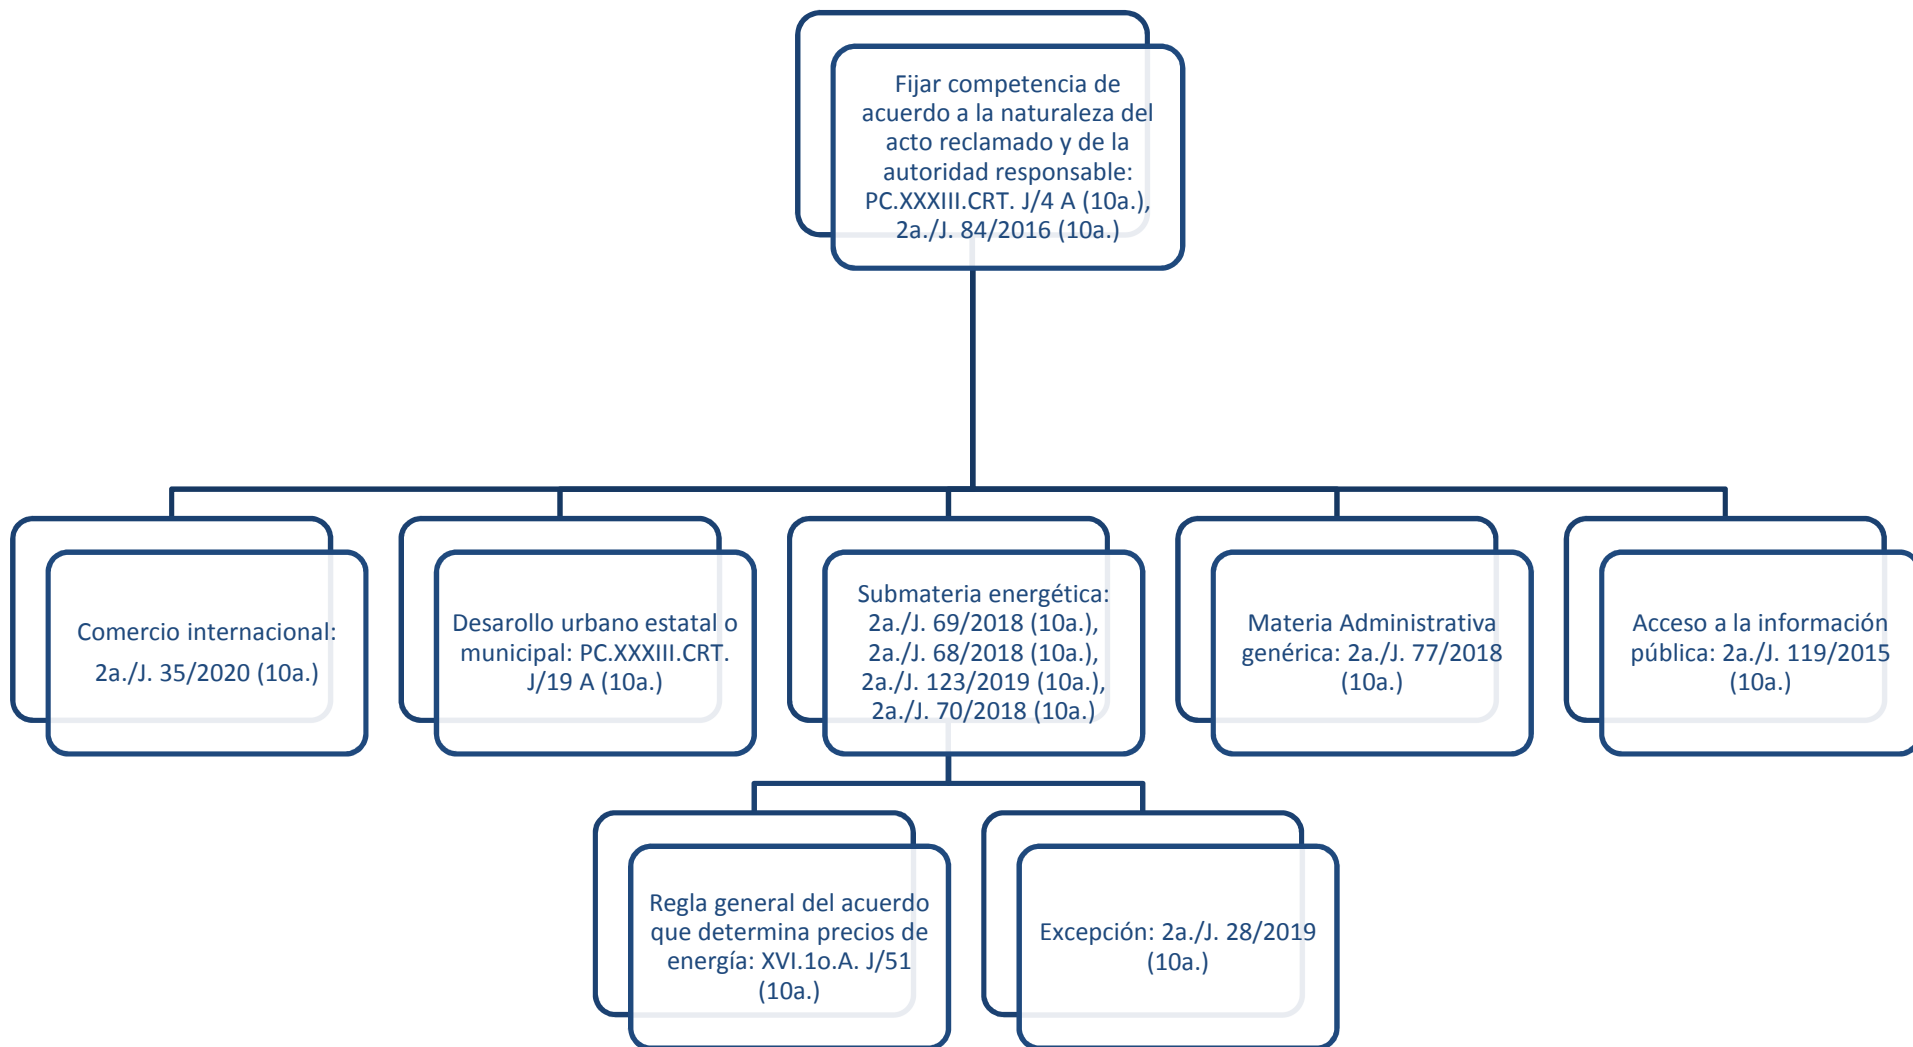 Fijar competencia de
acuerdo a la naturaleza del
acto reclamado y de la
autoridad responsable:
PC.XXXIII.CRT. J/4 A (10a.),
2a./J. 84/2016 (10a.)
Comercio internacional:
2a./J. 35/2020 (10a.)
Desarollo urbano estatal o
municipal: PC.XXXIII.CRT.
J/19 A (10a.)
Submateria energética:
2a./J. 69/2018 (10a.),
2a./J. 68/2018 (10a.),
2a./J. 123/2019 (10a.),
2a./J. 70/2018 (10a.)
Materia Administrativa
genérica: 2a./J. 77/2018
(10a.)
Acceso a la información
pública: 2a./J. 119/2015
(10a.)
Regla general del acuerdo
que determina precios de
energía: XVI.1o.A. J/51
(10a.)
Excepción: 2a./J. 28/2019
(10a.)